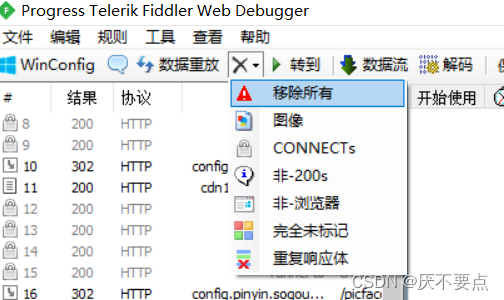 Progress Telerik Fiddler Web Debugger
文件 编辑 规则 工具 查看 帮助
WinConfig 数据重放 转到 数据流 解码
# 结果 协议 开始使用
移除所有
图像
CONNECTs
非-200s
非-浏览器
完全未标记
重复响应体
8 200 HTTP
9 200 HTTP
10 302 HTTP config
11 200 HTTP cdn1
12 200 HTTP
13 200 HTTP
14 200 HTTP
15 200 HTTP
16 302 HTTP config.pinyin.sogou... /picfac
CSDN @厌不要点